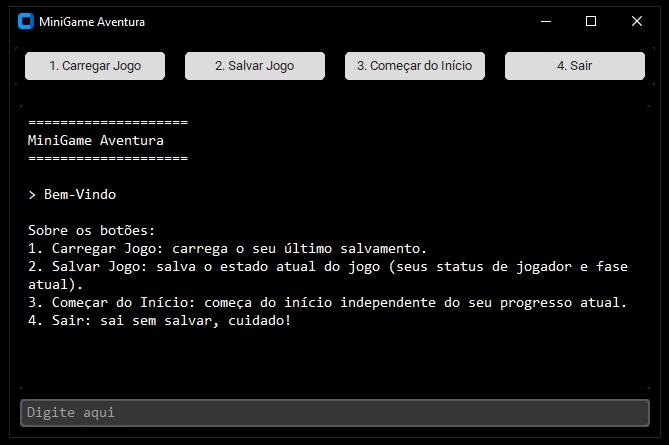 MiniGame Aventura
1. Carregar Jogo
2. Salvar Jogo
3. Começar do Início
4. Sair
====================
MiniGame Aventura
====================
> Bem-Vindo
Sobre os botões:
1. Carregar Jogo: carrega o seu último salvamento.
2. Salvar Jogo: salva o estado atual do jogo (seus status de jogador e fase
atual).
3. Começar do Início: começa do início independente do seu progresso atual.
4. Sair: sai sem salvar, cuidado!
Digite aqui